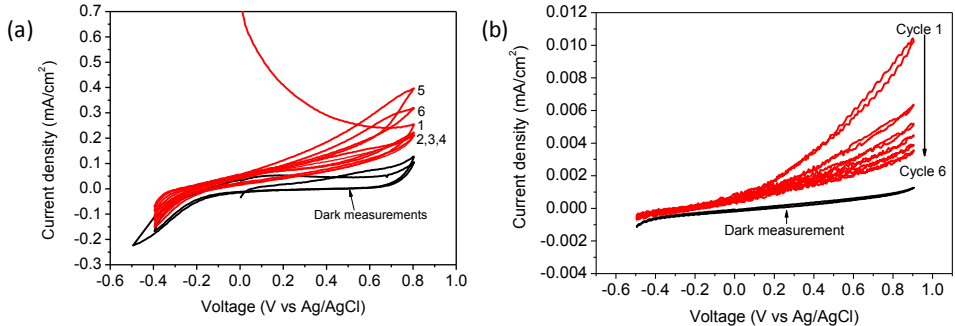 (a)
Current density (mA/cm²)
0.7
0.6
0.5
0.4
0.3
0.2
0.1
0.0
-0.1
-0.2
0.3
5
6
1
2,3,4
Dark measurements
-0.8 -0.6 -0.4 -0.2 0.0 0.2 0.4 0.6 0.8 1.0
Voltage (V vs Ag/AgCl)
(b)
Current density (mA/cm²)
0.012
0.010
0.008
0.006
0.004
0.002
0.000
-0.002
-0.004
Cycle 1
Cycle 6
Dark measurement
-0.8 -0.6 -0.4 -0.2 0.0 0.2 0.4 0.6 0.8 1.0
Voltage (V vs Ag/AgCl)